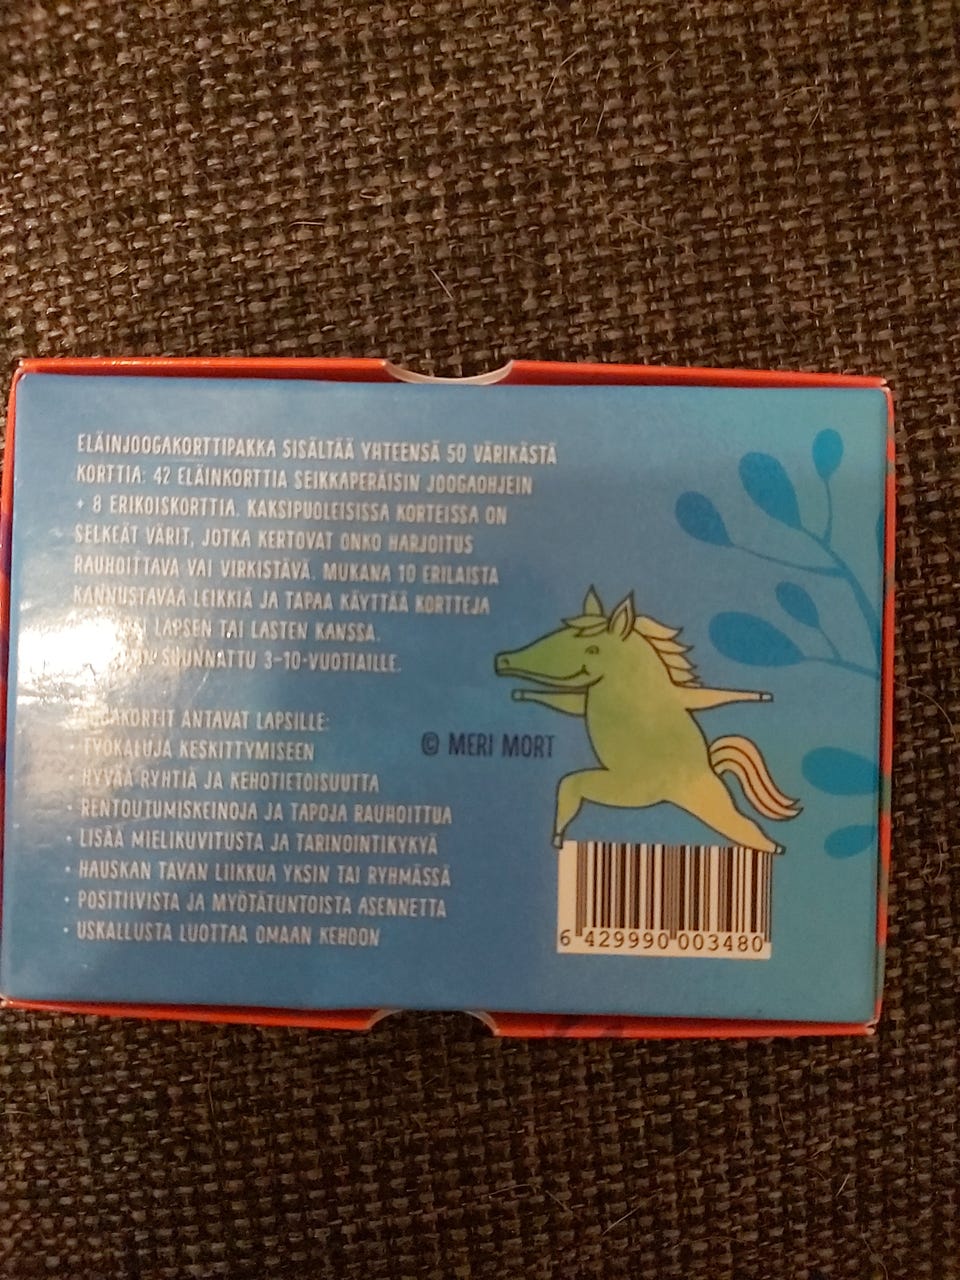 ELÄINJOOGAKORTTIPAKKA SISÄLTÄÄ YHTEENSÄ 50 VÄRIKÄSTÄ
KORTTIA: 42 ELÄINKORTTIA SEIKKAPERÄISIN JOOGAOHJEIN
+ 8 ERIKOISKORTTIA. KAKSIPUOLEISISSA KORTEISSA ON
SELKEÄT VÄRIT, JOTKA KERTOVAT ONKO HARJOITUS
RAUHOITTAVA VAI VIRKISTÄVÄ. MUKANA 10 ERILAISTA
KANNUSTAVAA LEIKKIÄ JA TAPAA KÄYTTÄÄ KORTTEJA
LAPSEN TAI LASTEN KANSSA.
SUUNNATTU 3-10-VUOTIAILLE.
JOOGAKORTIT ANTAVAT LAPSILLE:
• TYÖKALUJA KESKITTYMISEEN
• HYVÄÄ RYHTIÄ JA KEHOTIETOISUUTTA
• RENTOUTUMISKEINOJA JA TAPOJA RAUHOITTUA
• LISÄÄ MIELIKUVITUSTA JA TARINOINTIKYKYÄ
• HAUSKAN TAVAN LIIKKUA YKSIN TAI RYHMÄSSÄ
• POSITIIVISTA JA MYÖTÄTUNTOISTA ASENNETTA
• USKALLUSTA LUOTTAA OMAAN KEHOON
© MERI MORT
6 429990 003480